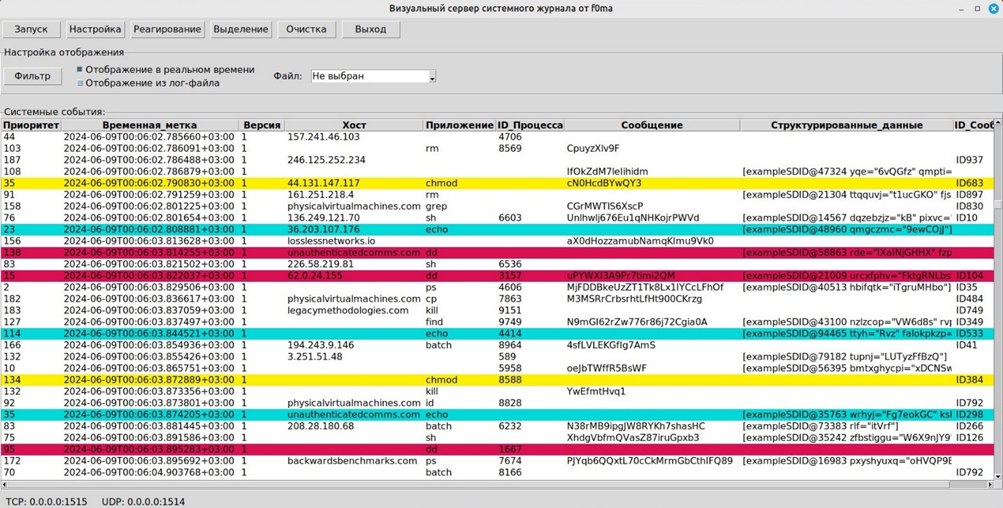 Визуальный сервер системного журнала от f0ma
Запуск Настройка Реагирование Выделение Очистка Выход
Настройка отображения
Фильтр
Отображение в реальном времени
Отображение из лог-файла
Файл: Не выбран
Системные события:
Приоритет Временная_метка Версия Хост Приложение ID_Процесса Сообщение Структурированные_данные ID_Сооб
44 2024-06-09T00:06:02.785660+03:00 1 157.241.46.103 4706
103 2024-06-09T00:06:02.786091+03:00 1 rm 8569 CpuyzXlv9F
187 2024-06-09T00:06:02.786488+03:00 1 246.125.252.234 ID937
108 2024-06-09T00:06:02.786879+03:00 1 IfOkZdM7leIihidm [exampleSDID@47324 yqe="6vQGfz" qmpti=
35 2024-06-09T00:06:02.790830+03:00 1 44.131.147.117 chmod cN0HcdBYwQY3 ID683
91 2024-06-09T00:06:02.791259+03:00 1 161.251.218.4 rm [exampleSDID@21304 ttqquvj="t1ucGKO" fjs ID897
158 2024-06-09T00:06:02.801225+03:00 1 physicalvirtualmachines.com grep CGrMWTlS6XscP ID830
76 2024-06-09T00:06:02.801654+03:00 1 136.249.121.70 sh 6603 Unlhwlj676Eu1qNHKojrPWVd [exampleSDID@14567 dqzebzjz="kB" pixvc= ID10
23 2024-06-09T00:06:02.808881+03:00 1 36.203.107.176 echo [exampleSDID@48960 qmgczmc="9ewCOjJ"]
156 2024-06-09T00:06:03.813628+03:00 1 losslessnetworks.io aX0dHozzamubNamqKlmu9Vk0
138 2024-06-09T00:06:03.814255+03:00 1 unauthenticatedcomms.com dd [exampleSDID@58863 rde="IXalNjGHHX" fzp
83 2024-06-09T00:06:03.821502+03:00 1 226.58.219.81 sh 6536
15 2024-06-09T00:06:03.822037+03:00 1 62.0.24.155 dd 3157 uPYWXl3A9Pr7timi2QM [exampleSDID@21009 urcxdphv="FktgRNLbs ID104
2 2024-06-09T00:06:03.829506+03:00 1 ps 4606 MjFDDBkeUzZT1Tk8Lx1lYCcLFhOf [exampleSDID@40513 hbifqtk="iTgruMHbo"] ID35
182 2024-06-09T00:06:03.836617+03:00 1 physicalvirtualmachines.com cp 7863 M3MSRrCrbsrhtLfHt900CKrzg ID484
183 2024-06-09T00:06:03.837059+03:00 1 legacymethodologies.com kill 9151 ID749
127 2024-06-09T00:06:03.837497+03:00 1 find 9749 N9mGI62rZw776r86j72Cgia0A [exampleSDID@43100 nzlzcop="VW6d8s" rvp ID349
114 2024-06-09T00:06:03.844521+03:00 1 echo 4414 [exampleSDID@94465 ttyh="Rvz" falokpkzp= ID533
166 2024-06-09T00:06:03.854936+03:00 1 194.243.9.146 batch 8964 4sfLVLEKGfIg7AmS ID41
132 2024-06-09T00:06:03.855426+03:00 1 3.251.51.48 589 [exampleSDID@79182 tupnj="LUTyzFfBzQ"]
10 2024-06-09T00:06:03.865751+03:00 1 5958 oeJbTWffR5BsWF [exampleSDID@56395 bmtxghycpi="xDCNSw
134 2024-06-09T00:06:03.872889+03:00 1 chmod 8588 ID384
132 2024-06-09T00:06:03.873356+03:00 1 kill YwEfmtHvq1
92 2024-06-09T00:06:03.873801+03:00 1 physicalvirtualmachines.com id 8828 ID792
35 2024-06-09T00:06:03.874205+03:00 1 unauthenticatedcomms.com echo [exampleSDID@35763 wrhyj="Fg7eokGC" ksl ID298
83 2024-06-09T00:06:03.881445+03:00 1 208.28.180.68 batch 6232 N38rMB9ipgJW8RYKh7shasHC [exampleSDID@73383 rlf="itVrf"] ID266
75 2024-06-09T00:06:03.891586+03:00 1 sh XhdgVbfmQVasZ87iruGpxb3 [exampleSDID@35242 zfbstiggu="W6X9nJY9 ID126
95 2024-06-09T00:06:03.895283+03:00 1 dd 1667
172 2024-06-09T00:06:03.895692+03:00 1 backwardsbenchmarks.com ps 7674 PJYqb6QQxtL70cCkMrmGbCthIFQ89 [exampleSDID@16983 pxyshyuxq="oHVQP9E
70 2024-06-09T00:06:04.903768+03:00 1 batch 8166 ID792
TCP: 0.0.0.0:1515 UDP: 0.0.0.0:1514